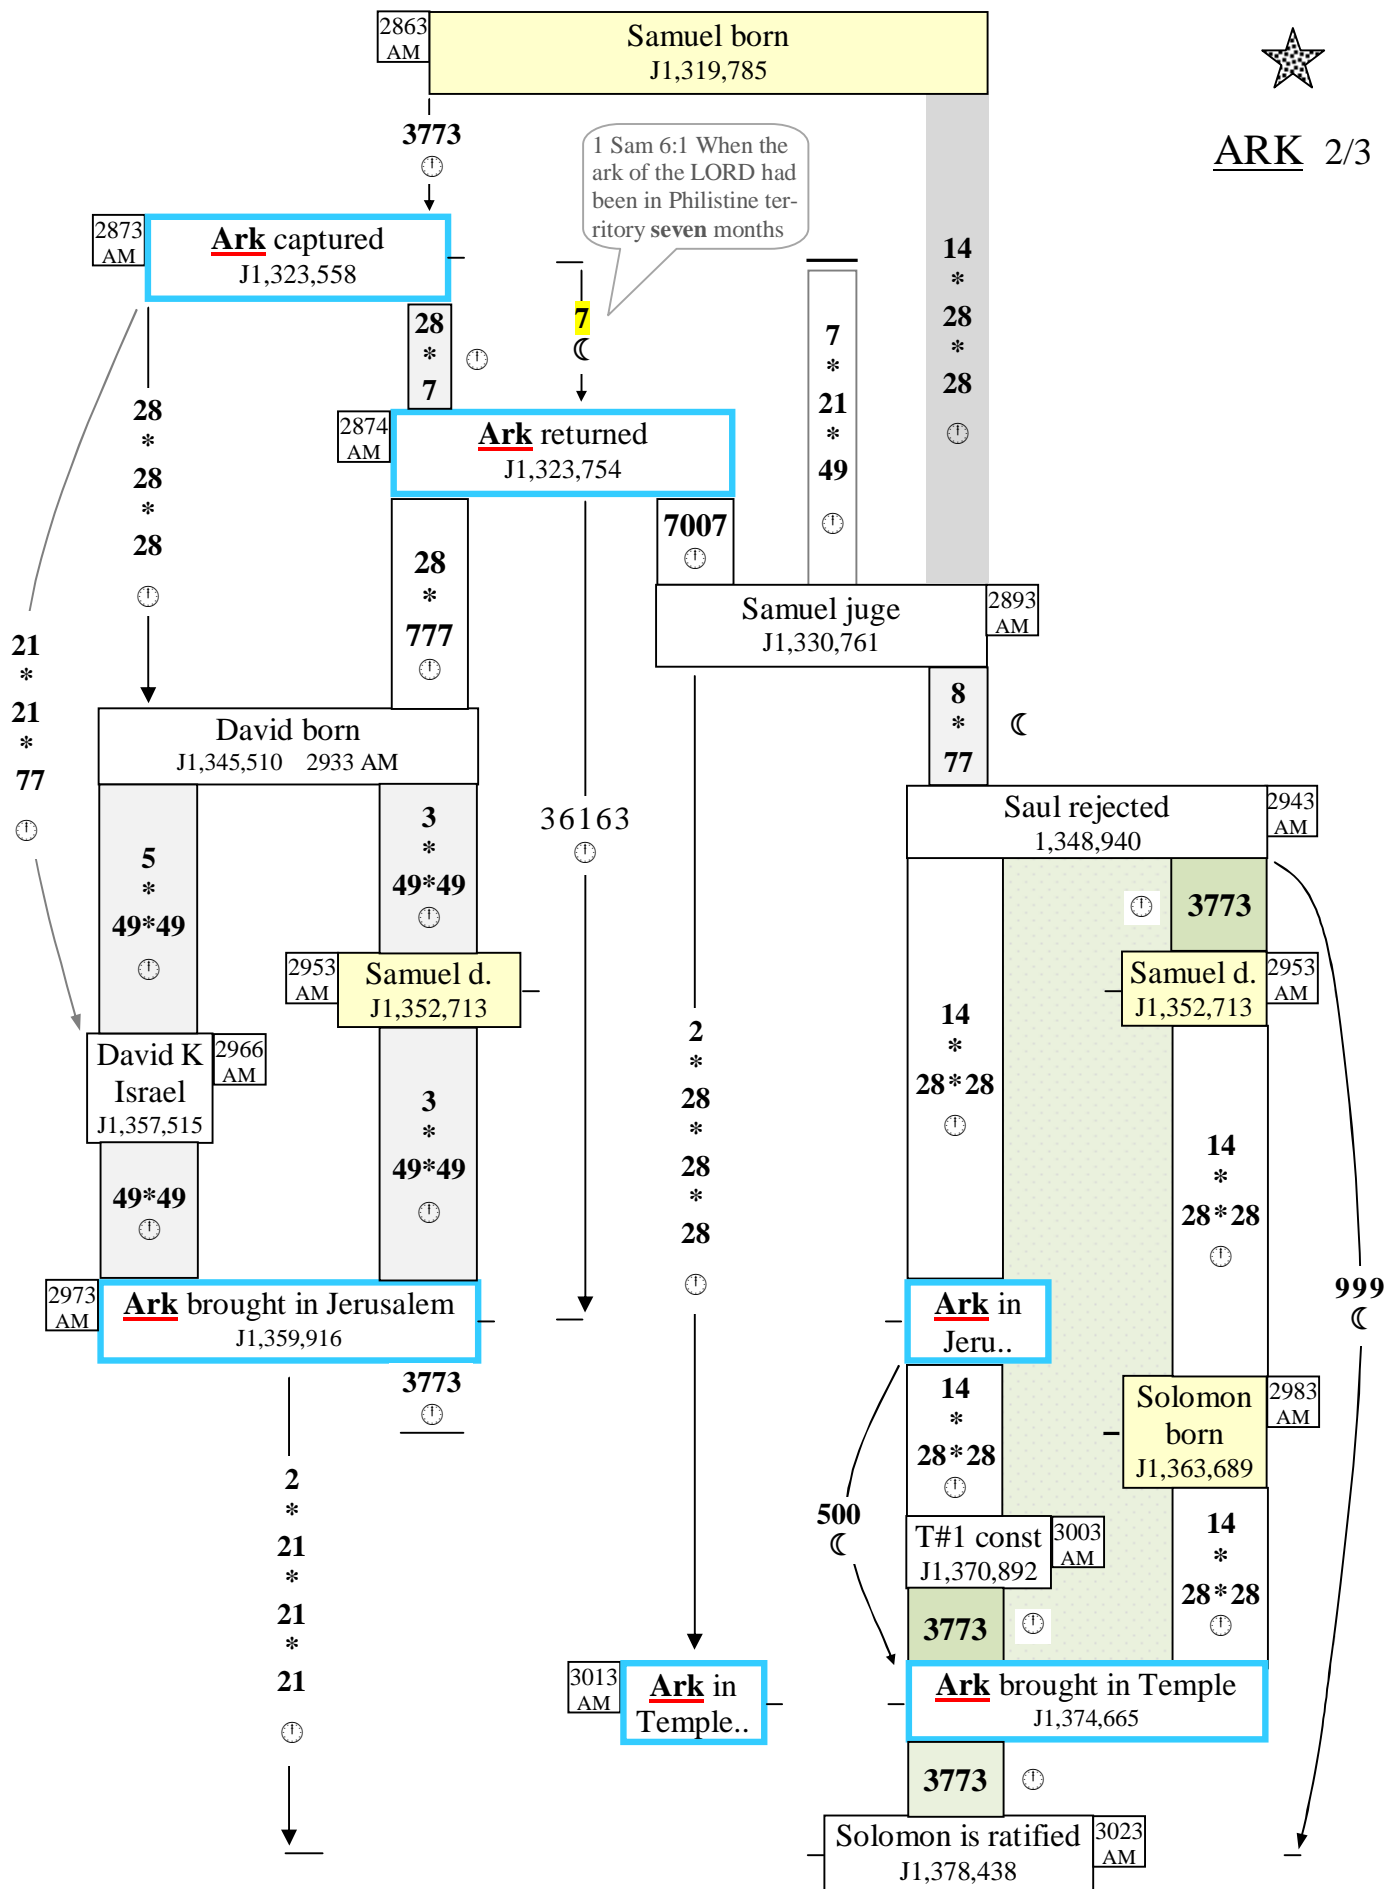 2863
AM
Samuel born
J1,319,785
ARK 2/3
3773
1 Sam 6:1 When the
ark of the LORD had
been in Philistine ter-
ritory seven months
2873
AM
Ark captured
J1,323,558
14
*
28
*
28
28
*
7
7
7
*
21
*
49
28
*
28
*
28
2874
AM
Ark returned
J1,323,754
28
*
777
7007
Samuel juge
J1,330,761
2893
AM
21
*
21
*
77
8
*
77
David born
J1,345,510 2933 AM
36163
Saul rejected
1,348,940
2943
AM
5
*
49*49
3
*
49*49
3773
2953
AM
Samuel d.
J1,352,713
Samuel d.
J1,352,713
2953
AM
14
*
28*28
2
*
28
*
28
*
28
David K
Israel
J1,357,515
2966
AM
3
*
49*49
14
*
28*28
49*49
999
2973
AM
Ark brought in Jerusalem
J1,359,916
Ark in
Jeru..
3773
14
*
28*28
Solomon
born
J1,363,689
2983
AM
2
*
21
*
21
*
21
500
T#1 const
J1,370,892
3003
AM
14
*
28*28
3773
3013
AM
Ark in
Temple..
Ark brought in Temple
J1,374,665
3773
Solomon is ratified
J1,378,438
3023
AM